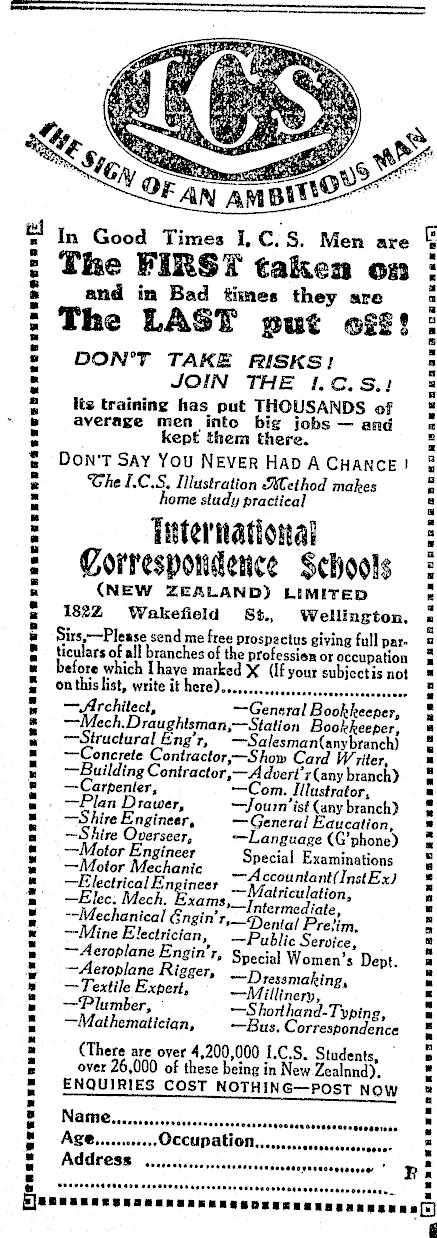 I.C.S
THE SIGN OF AN AMBITIOUS MAN
In Good Times I. C. S. Men are
The FIRST taken on
and in Bad times they are
The LAST put off!
DON'T TAKE RISKS!
JOIN THE I.C.S.!
Its training has put THOUSANDS of
average men into big jobs — and
kept them there.
DON'T SAY YOU NEVER HAD A CHANCE !
The I.C.S. Illustration Method makes
home study practical
International
Correspondence Schools
(NEW ZEALAND) LIMITED
182Z Wakefield St., Wellington.
Sirs,—Please send me free prospectus giving full par-
ticulars of all branches of the profession or occupation
before which I have marked X (If your subject is not
on this list, write it here)................................
—Architect,
—Mech. Draughtsman,
—Structural Eng'r,
—Concrete Contractor,
—Building Contractor,
—Carpenter,
—Plan Drawer,
—Shire Engineer,
—Shire Overseer,
—Motor Engineer
—Motor Mechanic
—Electrical Engineer
—Elec. Mech. Exams,
—Mechanical Engin'r,
—Mine Electrician,
—Aeroplane Engin'r,
—Aeroplane Rigger,
—Textile Expert,
—Plumber,
—Mathematician,
—General Bookkeeper,
—Station Bookkeeper,
—Salesman (any branch)
—Show Card Writer,
—Advert'r (any branch)
—Com. Illustrator,
—Journ'ist (any branch)
—General Eaucation,
—Language (G'phone)
Special Examinations
—Accountant (Inst Ex)
—Matriculation,
—Intermediate,
—Dental Prelim.
—Public Service,
Special Women's Dept.
—Dressmaking,
—Millinery,
—Shorthand-Typing,
—Bus. Correspondence
(There are over 4,200,000 I.C.S. Students,
over 26,000 of these being in New Zealnnd).
ENQUIRIES COST NOTHING—POST NOW
Name................................................
Age............Occupation..........................
Address ..........................................
R